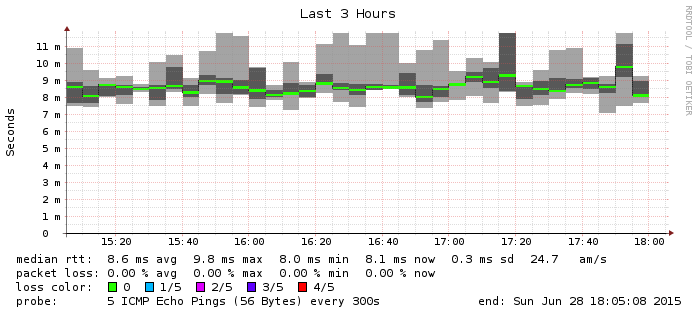 Last 3 Hours
RRDTOOL / TOBI OETIKER
Seconds
11 m
10 m
9 m
8 m
7 m
6 m
5 m
4 m
3 m
2 m
1 m
0
15:20 15:40 16:00 16:20 16:40 17:00 17:20 17:40 18:00
median rtt: 8.6 ms avg 9.8 ms max 8.0 ms min 8.1 ms now 0.3 ms sd 24.7 am/s
packet loss: 0.00 % avg 0.00 % max 0.00 % min 0.00 % now
loss color: 0 1/5 2/5 3/5 4/5
probe: 5 ICMP Echo Pings (56 Bytes) every 300s end: Sun Jun 28 18:05:08 2015